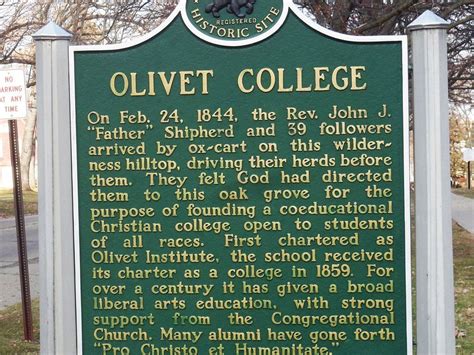 REGISTERED
HISTORIC SITE
NO
PARKING
AT ANY
TIME
OLIVET COLLEGE
On Feb. 24, 1844, the Rev. John J.
"Father" Shipherd and 39 followers
arrived by ox-cart on this wilder-
ness hilltop, driving their herds before
them. They felt God had directed
them to this oak grove for the
purpose of founding a coeducational
Christian college open to students
of all races. First chartered as
Olivet Institute, the school received
its charter as a college in 1859. For
over a century it has given a broad
liberal arts education, with strong
support from the Congregational
Church. Many alumni have gone forth
"Pro Christo et Humanitate."